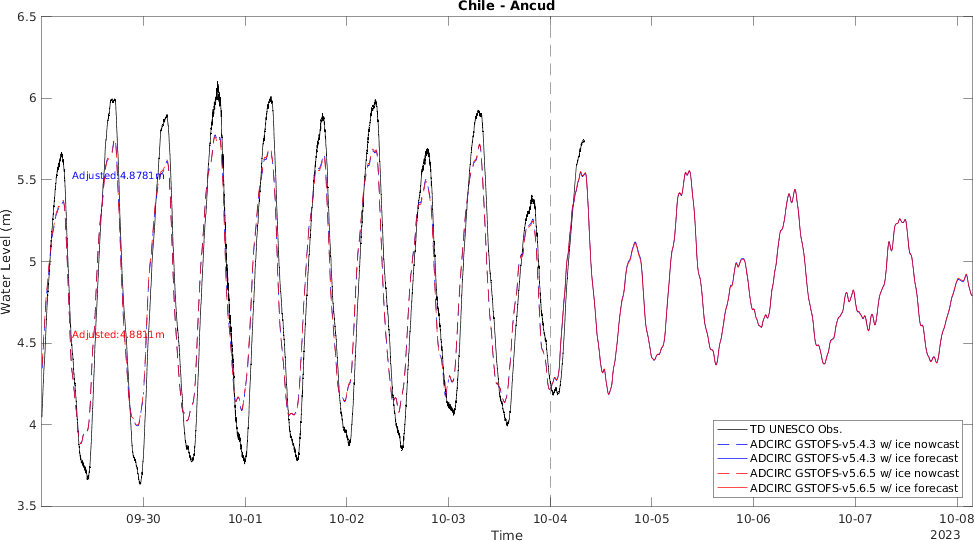 Chile - Ancud
6.5
6
5.5
5
4.5
4
3.5
Water Level (m)
Adjusted:4.8781m
Adjusted:4.8811m
TD UNESCO Obs.
ADCIRC GSTOFS-v5.4.3 w/ ice nowcast
ADCIRC GSTOFS-v5.4.3 w/ ice forecast
ADCIRC GSTOFS-v5.6.5 w/ ice nowcast
ADCIRC GSTOFS-v5.6.5 w/ ice forecast
09-30 10-01 10-02 10-03 10-04 10-05 10-06 10-07 10-08
2023
Time